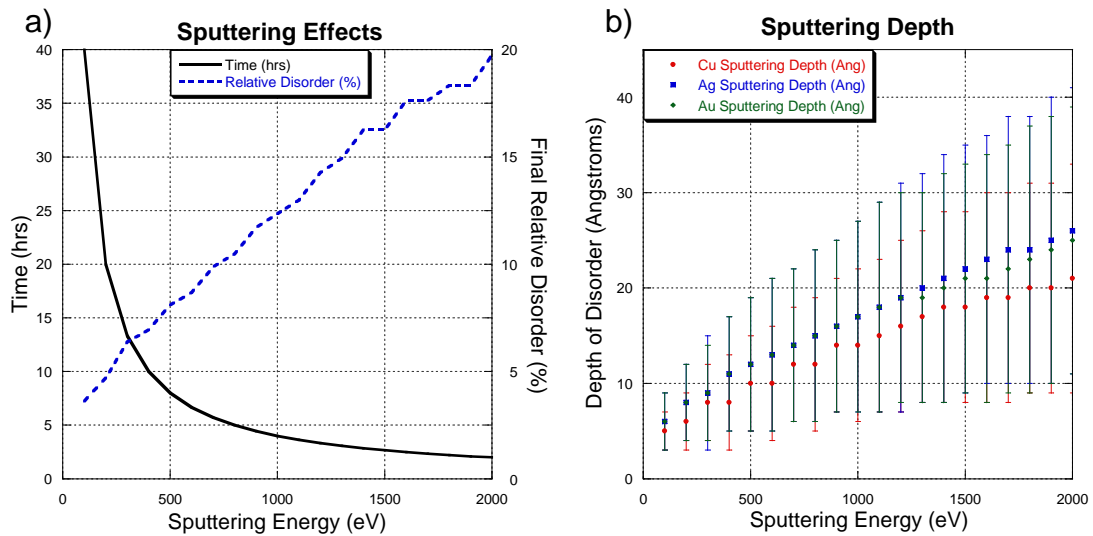 a)
Sputtering Effects
Time (hrs)
Relative Disorder (%)
40
35
30
25
20
15
10
5
0
Time (hrs)
20
15
10
5
0
Final Relative Disorder (%)
0 500 1000 1500 2000
Sputtering Energy (eV)
b)
Sputtering Depth
Cu Sputtering Depth (Ang)
Ag Sputtering Depth (Ang)
Au Sputtering Depth (Ang)
40
30
20
10
0
Depth of Disorder (Angstroms)
0 500 1000 1500 2000
Sputtering Energy (eV)